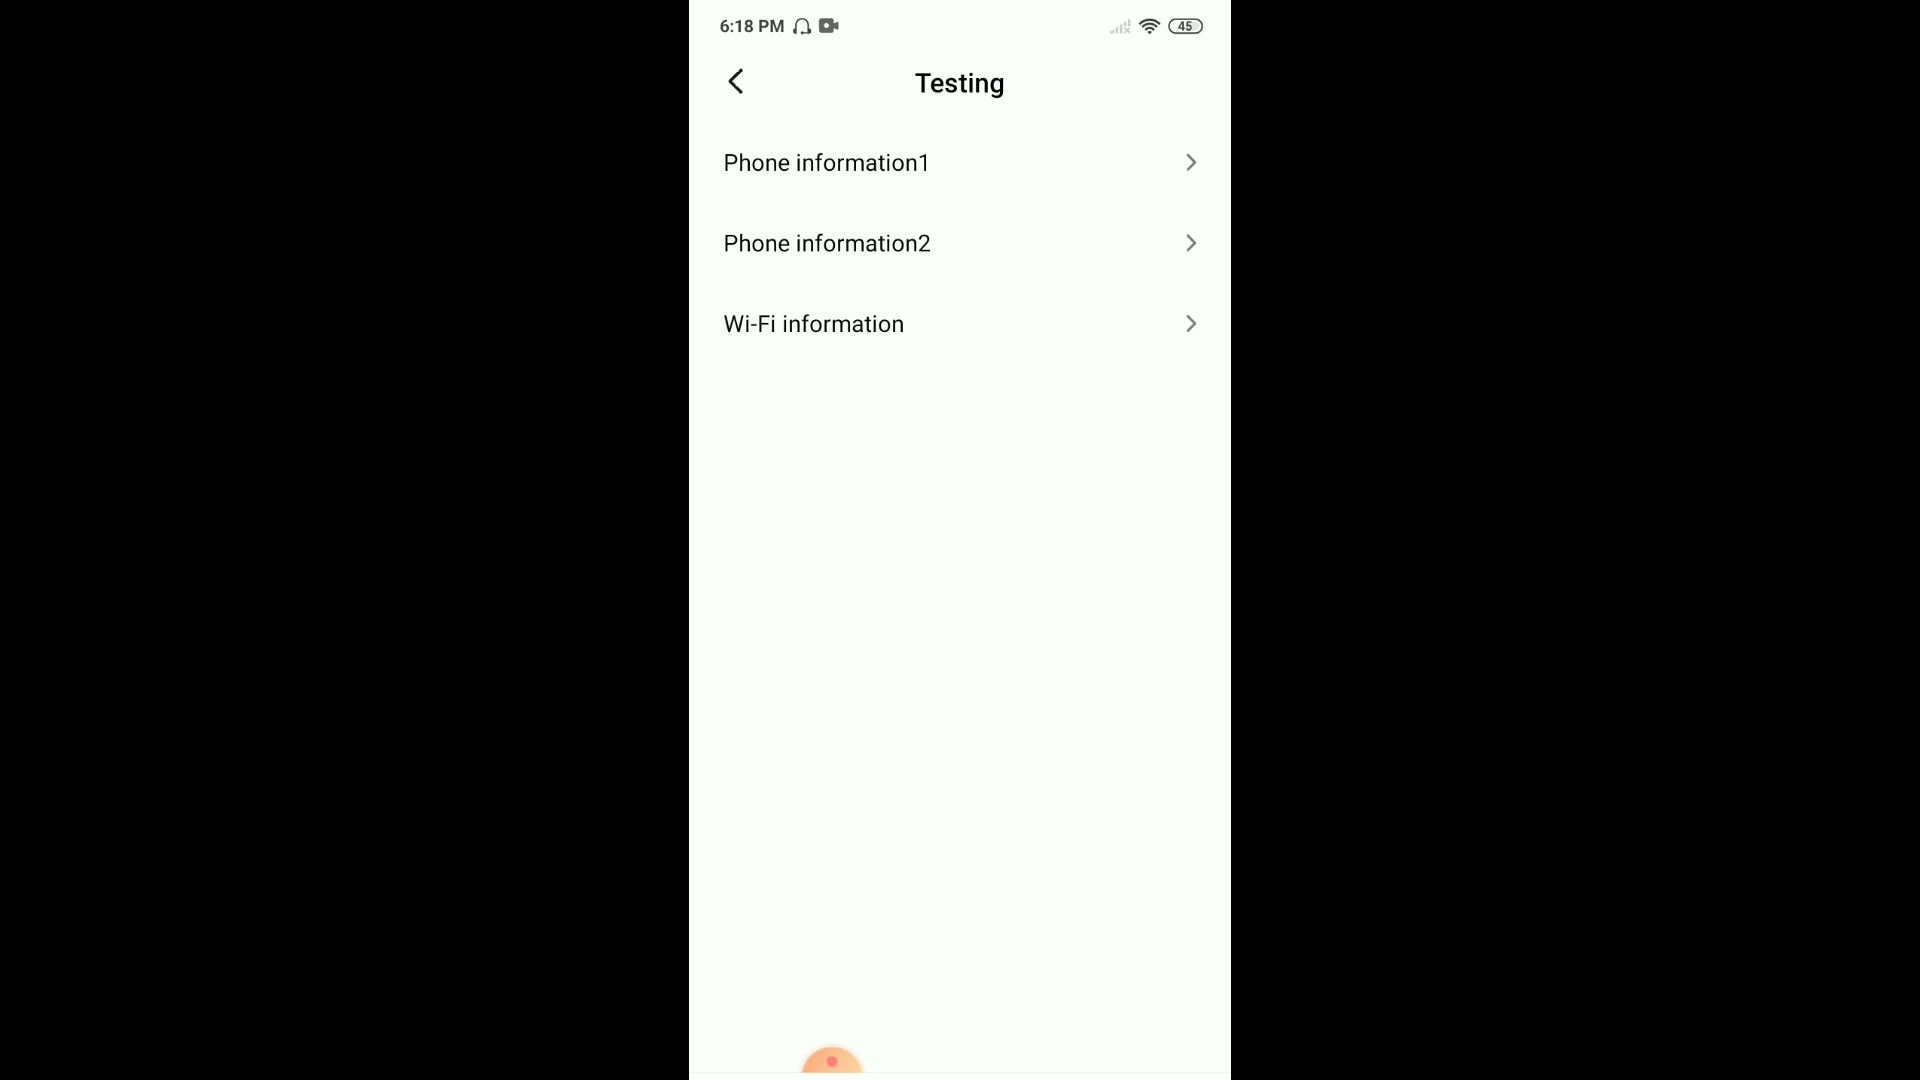 6:18 PM 45
Testing
Phone information1
Phone information2
Wi-Fi information